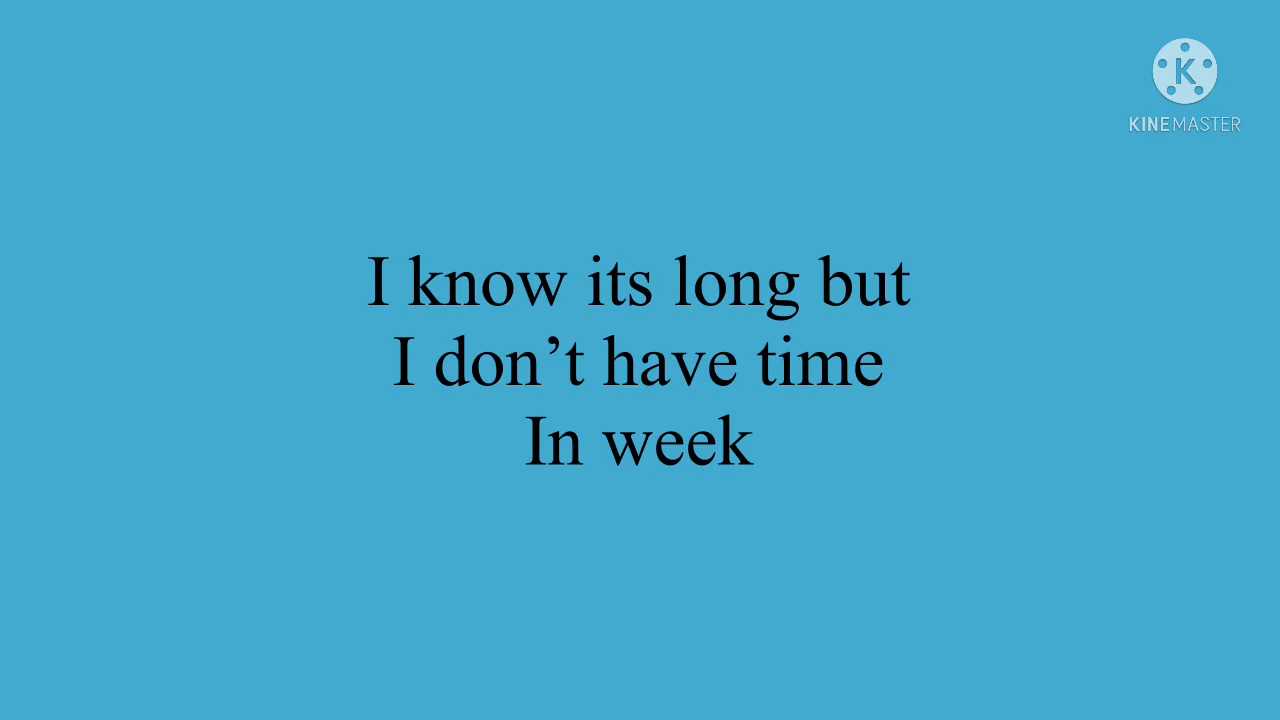 K
KINEMASTER
I know its long but
I don’t have time
In week